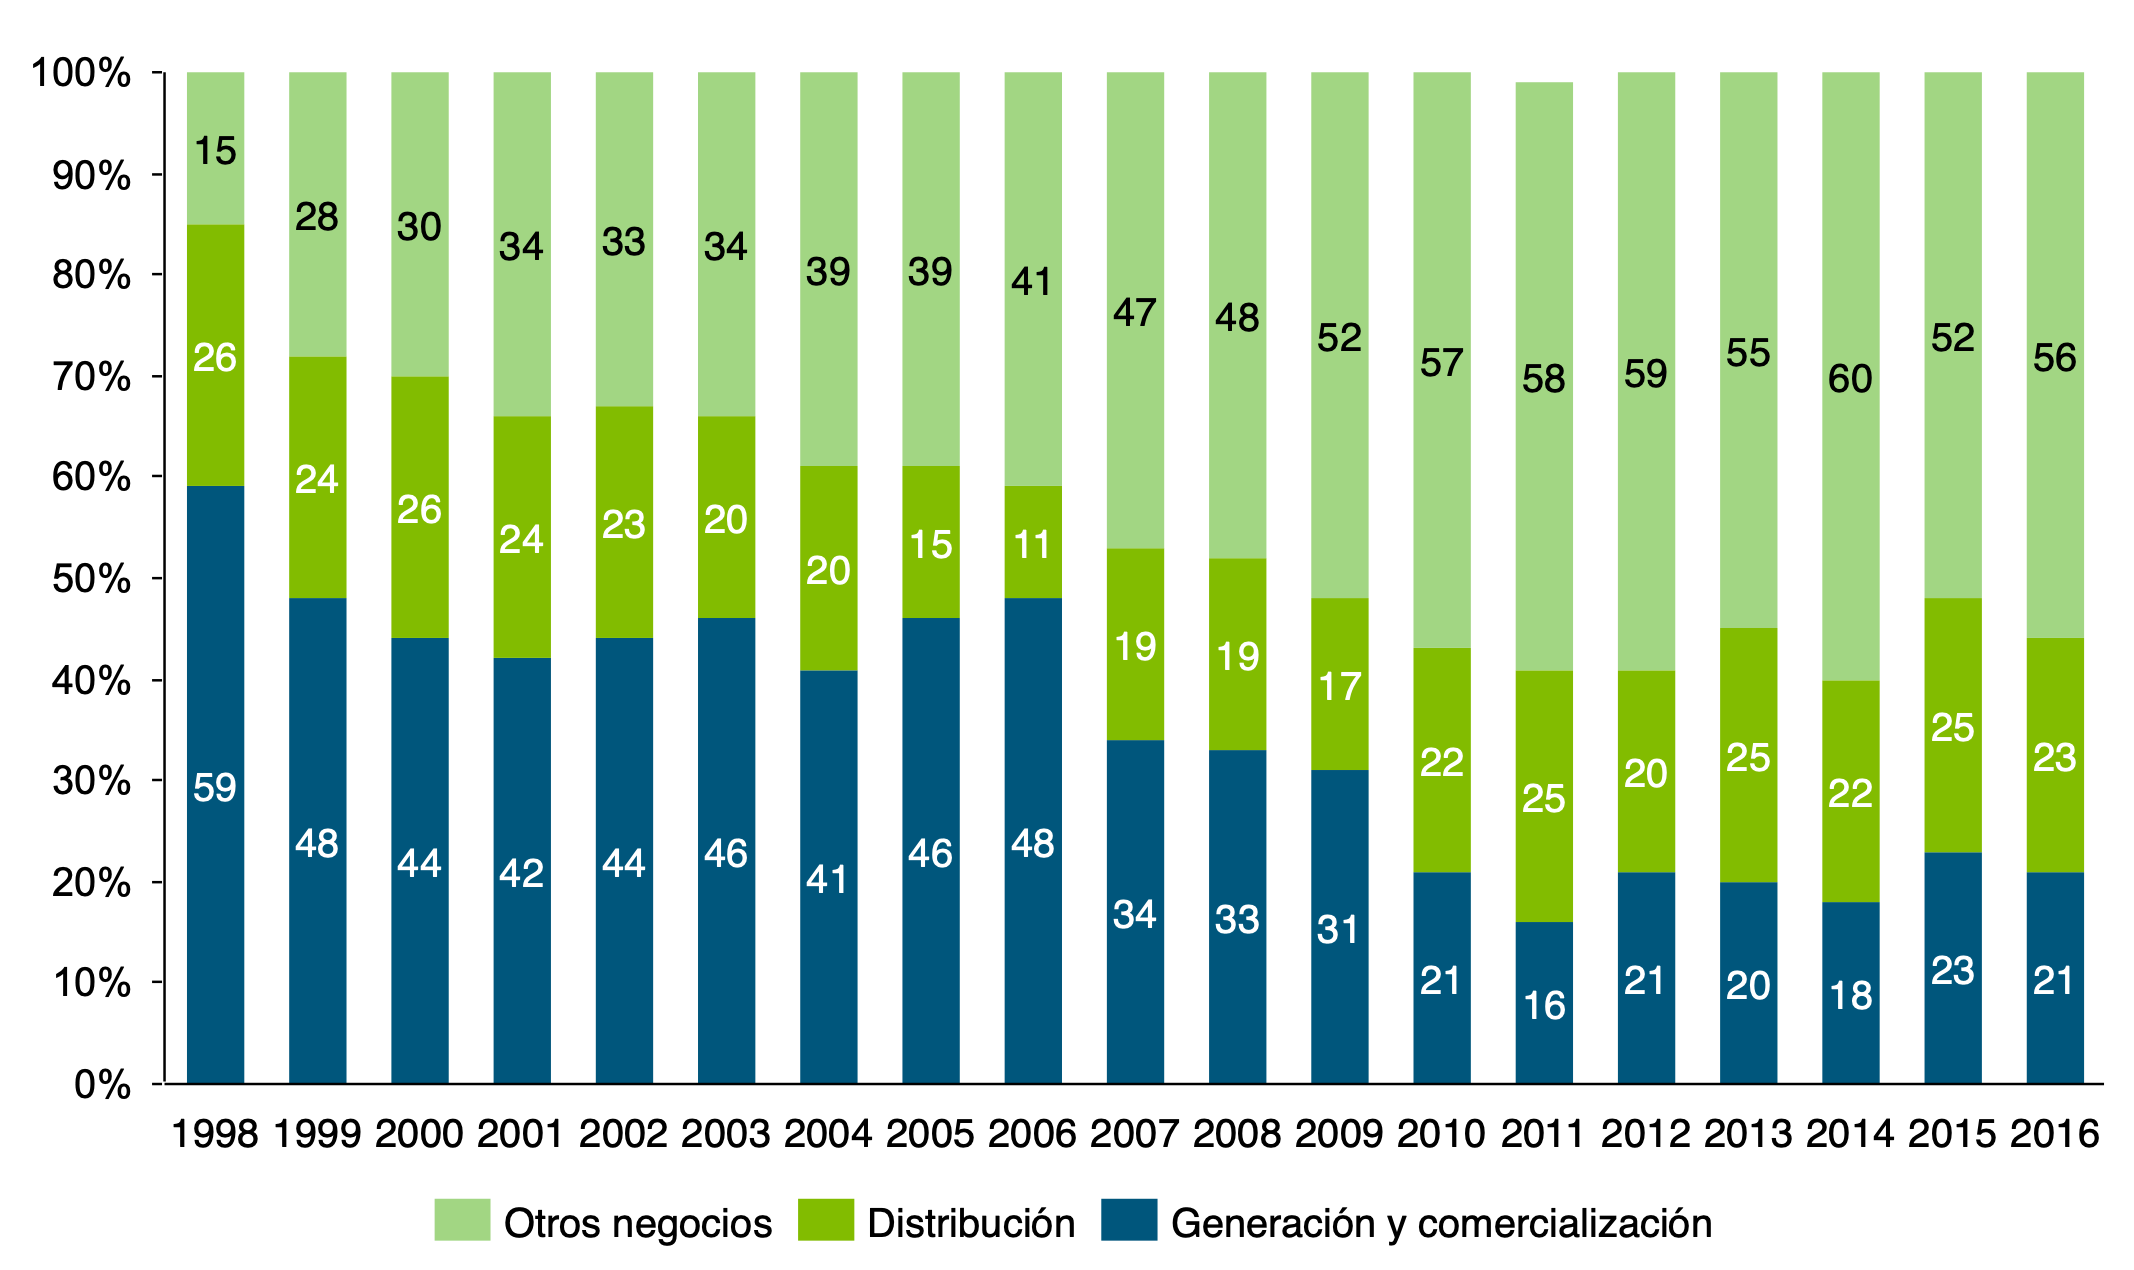 100%
90%
80%
70%
60%
50%
40%
30%
20%
10%
0%
15 28 30 34 33 34 39 39 41 47 48 52 57 58 59 55 60 52 56
26 24 26 24 23 20 20 15 11 19 19 17 22 25 20 25 22 25 23
59 48 44 42 44 46 41 46 48 34 33 31 21 16 21 20 18 23 21
1998 1999 2000 2001 2002 2003 2004 2005 2006 2007 2008 2009 2010 2011 2012 2013 2014 2015 2016
Otros negocios Distribución Generación y comercialización